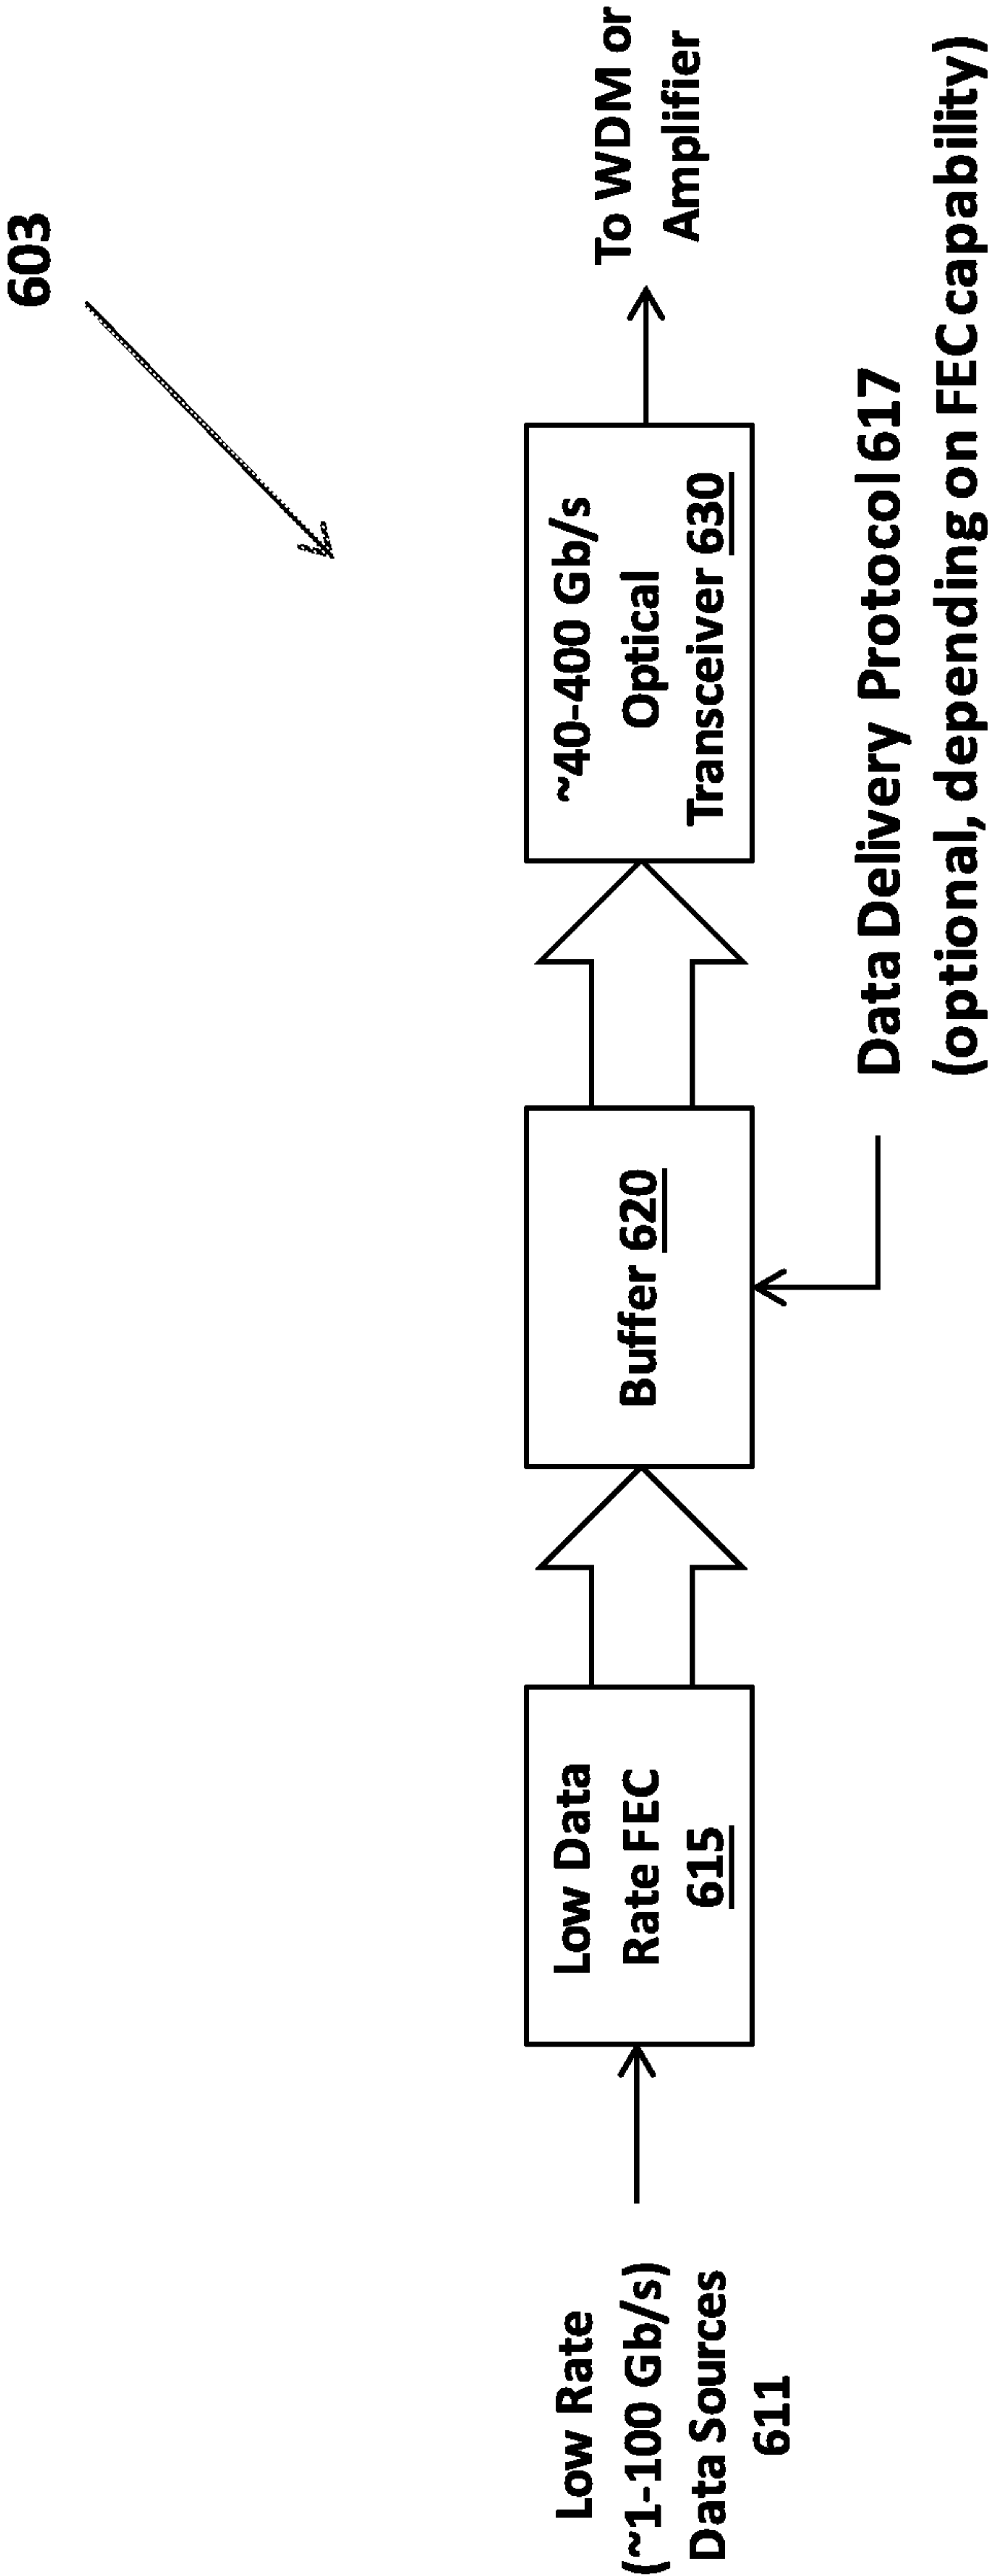 603
Low Rate
(~1-100 Gb/s)
Data Sources
611
Low Data
Rate FEC
615
Buffer 620
~40-400 Gb/s
Optical
Transceiver 630
To WDM or
Amplifier
Data Delivery Protocol 617
(optional, depending on FEC capability)